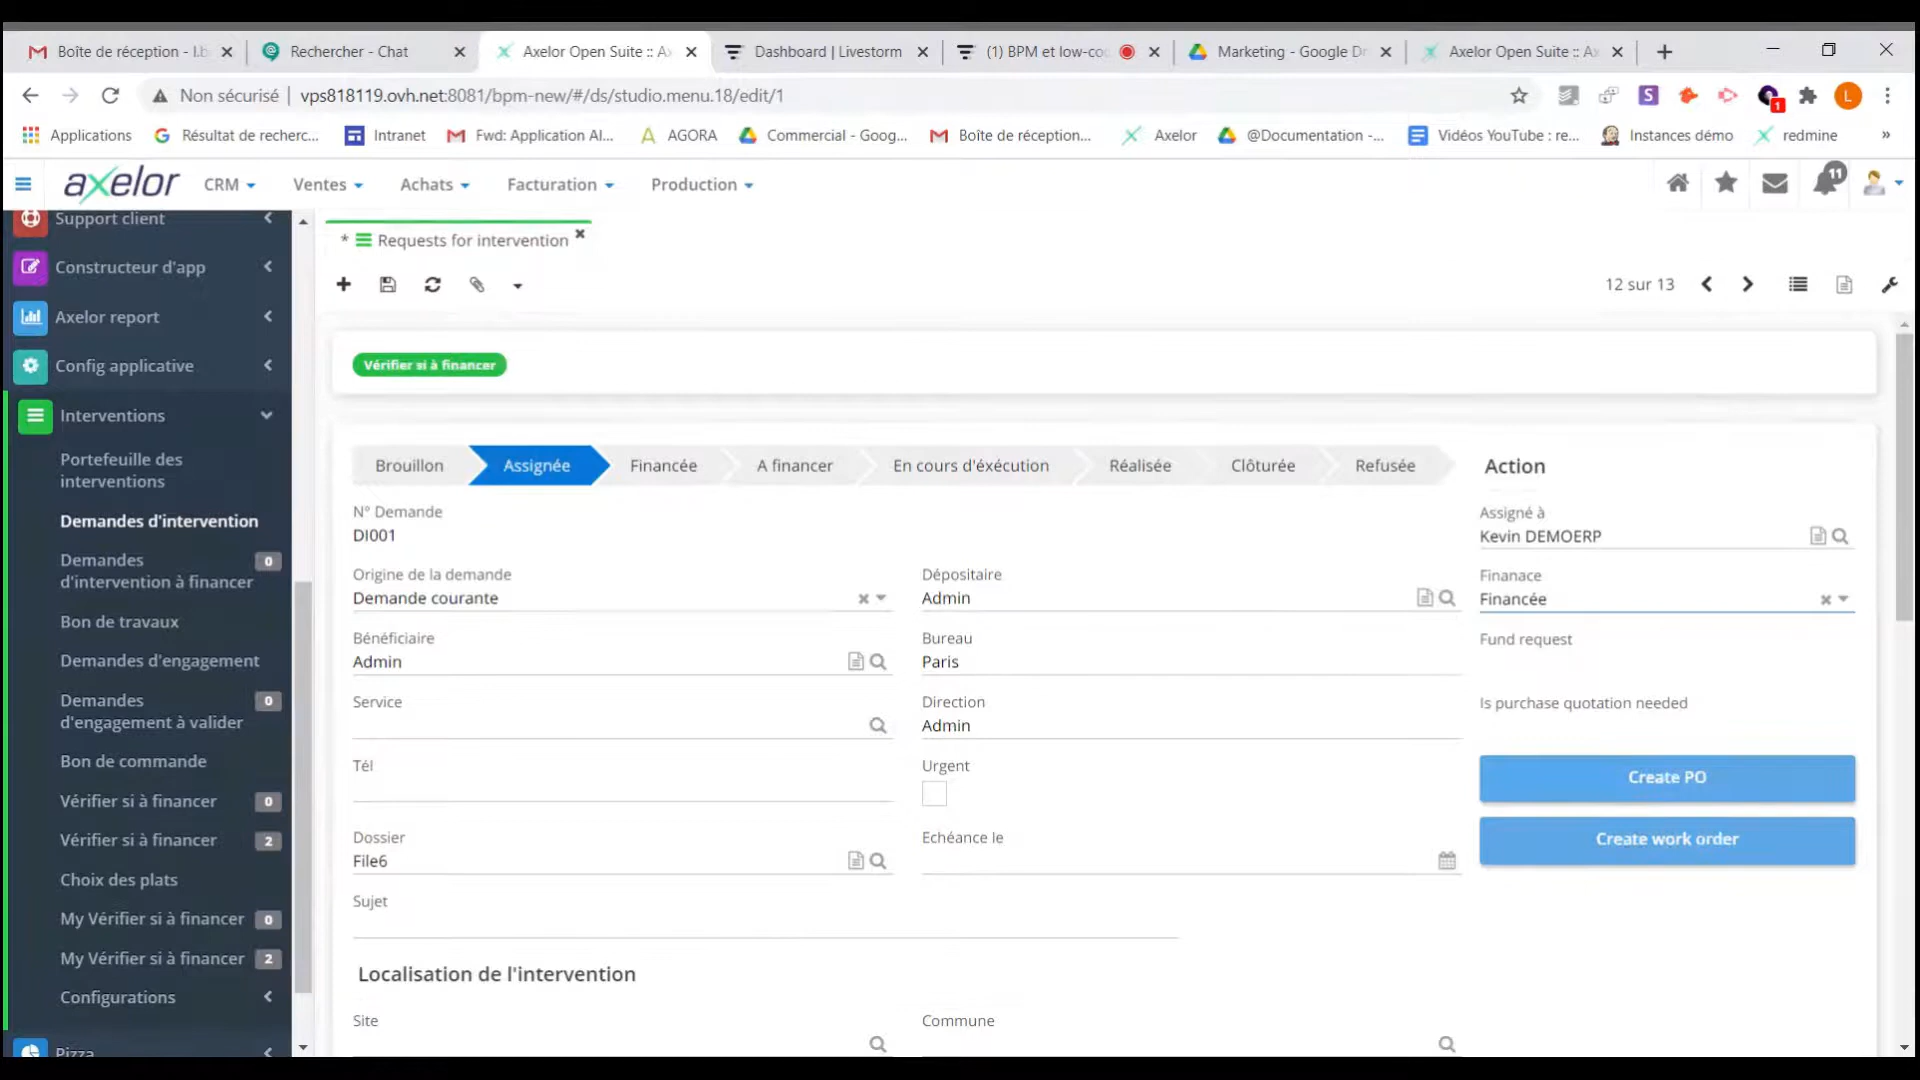 Boîte de réception - l.b
Rechercher - Chat
Axelor Open Suite :: A
Dashboard | Livestorm
(1) BPM et low-co
Marketing - Google Dr
Axelor Open Suite :: A
Non sécurisé
vps818119.ovh.net:8081/bpm-new/#/ds/studio.menu.18/edit/1
S
1
L
Applications
Résultat de recherc...
Intranet
Fwd: Application Al...
AGORA
Commercial - Goog...
Boîte de réception...
Axelor
@Documentation -...
Vidéos YouTube : re...
Instances démo
redmine
»
axelor
CRM
Ventes
Achats
Facturation
Production
11
Support client
Constructeur d'app
Axelor report
Config applicative
Interventions
Portefeuille des
interventions
Demandes d'intervention
Demandes
d'intervention à financer
0
Bon de travaux
Demandes d'engagement
Demandes
d'engagement à valider
0
Bon de commande
Vérifier si à financer
0
Vérifier si à financer
2
Choix des plats
My Vérifier si à financer
0
My Vérifier si à financer
2
Configurations
Pizza
* Requests for intervention
12 sur 13
Vérifier si à financer
Brouillon
Assignée
Financée
A financer
En cours d'éxécution
Réalisée
Clôturée
Refusée
N° Demande
DI001
Origine de la demande
Demande courante
Dépositaire
Admin
Bénéficiaire
Admin
Bureau
Paris
Service
Direction
Admin
Tél
Urgent
Dossier
File6
Echéance le
Sujet
Localisation de l'intervention
Site
Commune
Action
Assigné à
Kevin DEMOERP
Finanace
Financée
Fund request
Is purchase quotation needed
Create PO
Create work order